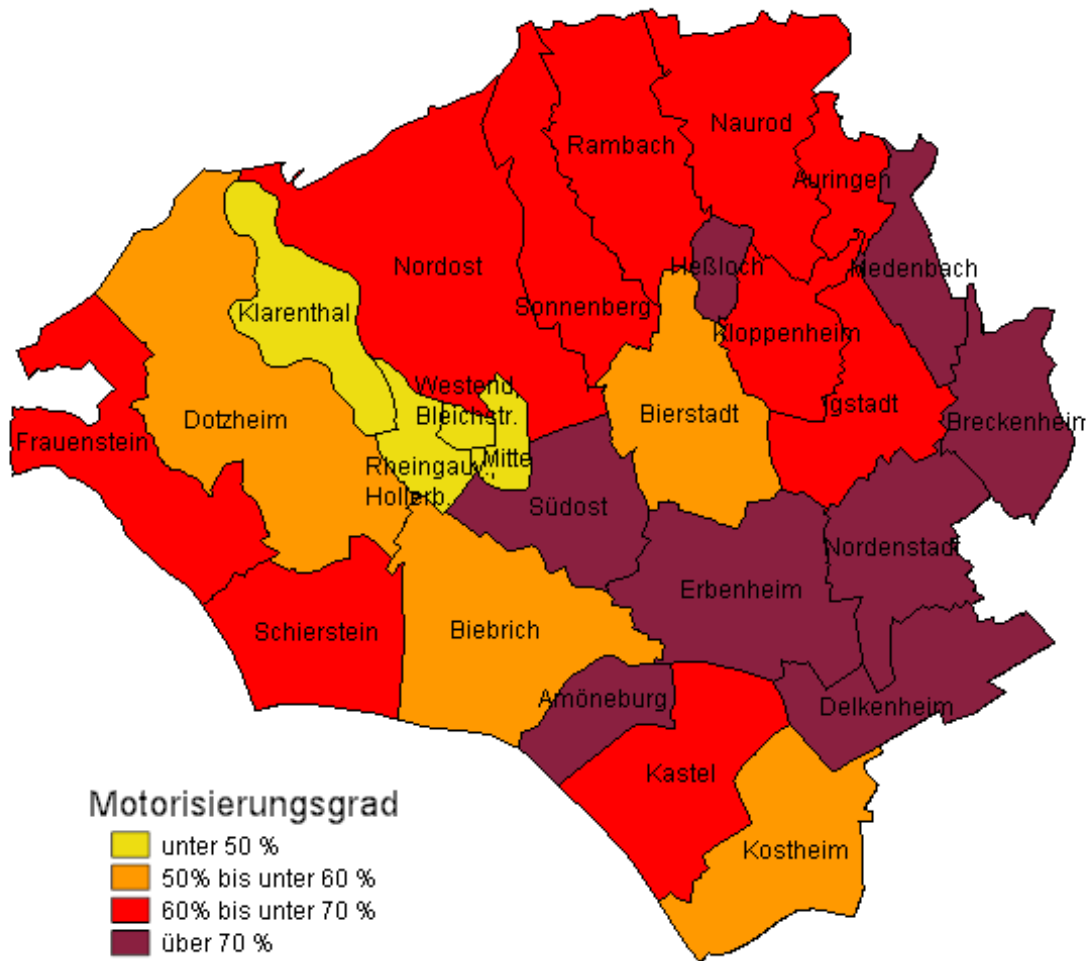 Naurod
Rambach
Auringen
Heßloch
Medenbach
Nordost
Sonnenberg
Klarenthal
Kloppenheim
Westend,
Bleichstr.
Bierstadt
Igstadt
Breckenheim
Dotzheim
Frauenstein
Rheingauv.,
Hollerb.
Mitte
Südost
Nordenstadt
Erbenheim
Schierstein
Biebrich
Amöneburg
Delkenheim
Kastel
Kostheim
Motorisierungsgrad
unter 50 %
50% bis unter 60 %
60% bis unter 70 %
über 70 %